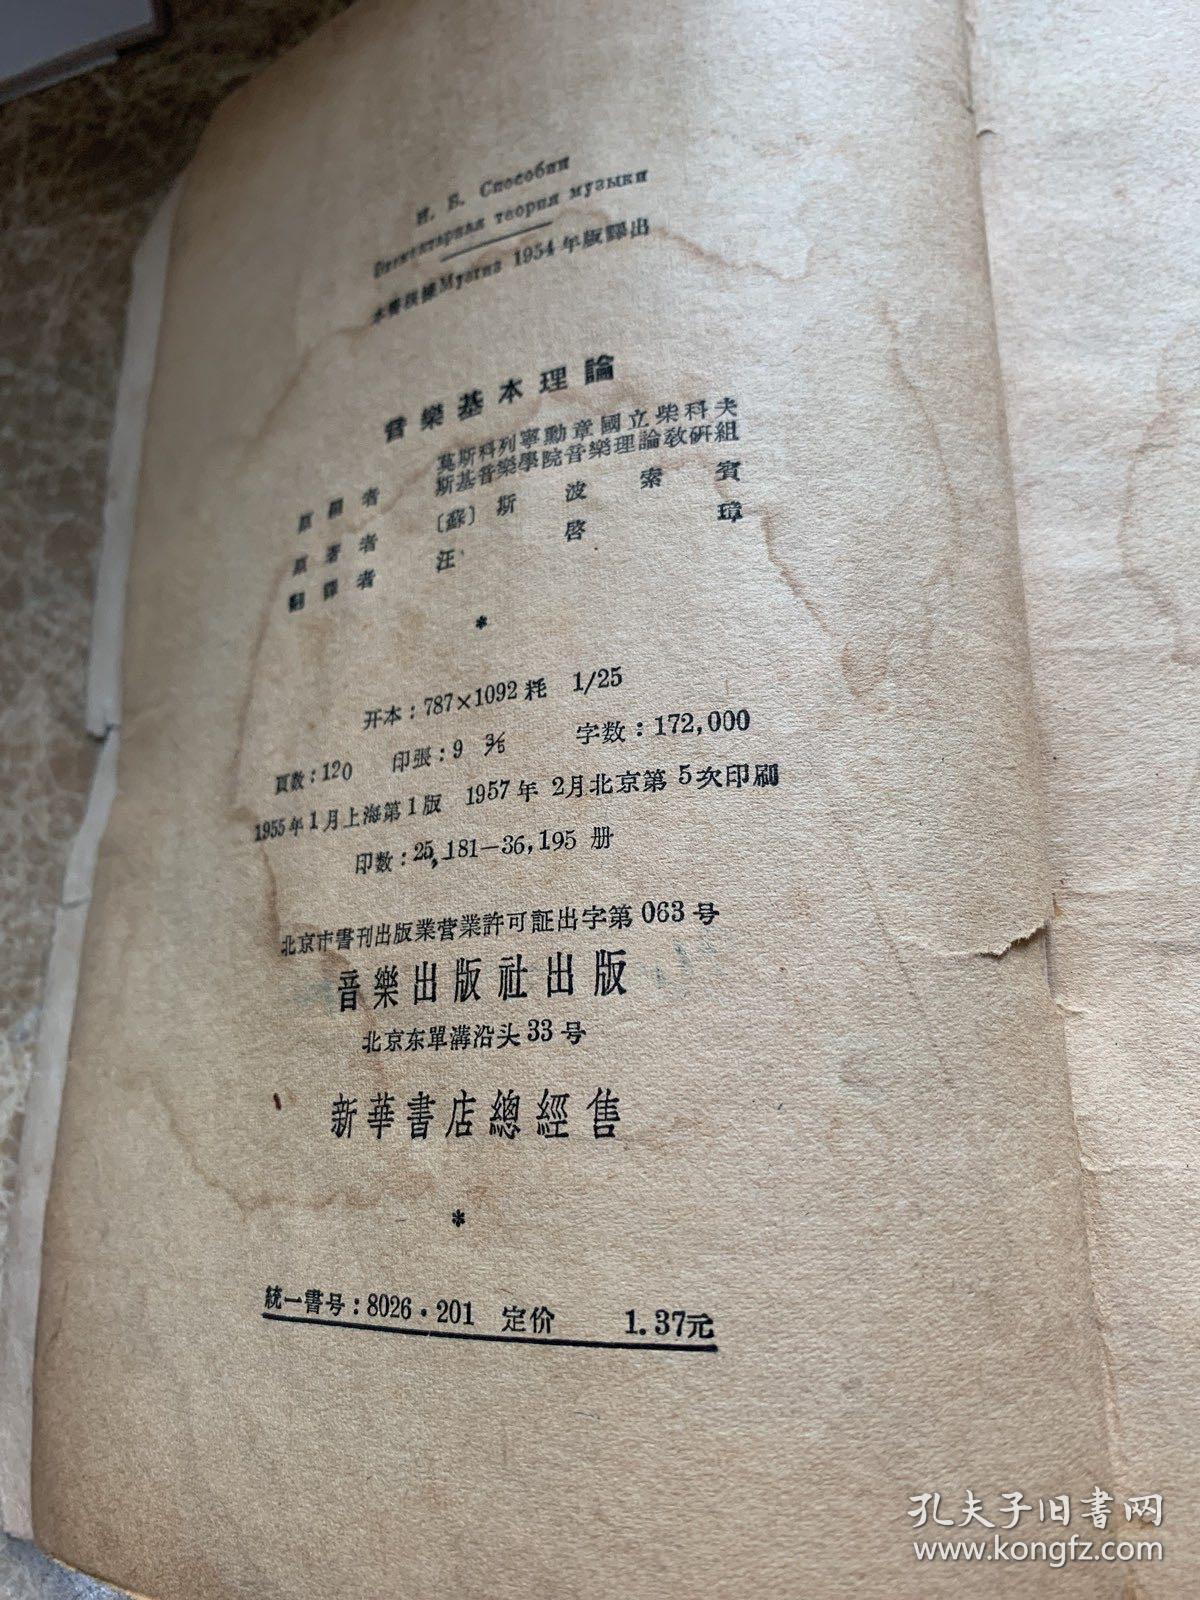 И. В. Способин
Элементарная теория музыки
本書根據Музгиз 1954年版譯出
音樂基本理論
原編者 莫斯科列寧勳章國立柴科夫
斯基音樂學院音樂理論教研組
原著者 〔蘇〕斯波索賓
翻譯者 汪啓璋
*
开本：787×1092耗 1/25
頁数：120 印張：9 3/5 字数：172,000
1955年1月上海第1版 1957年2月北京第5次印刷
印数：25,181—36,195 册
北京市書刊出版業营業許可証出字第063号
音樂出版社出版
北京东單溝沿头33号
新華書店總經售
*
統一書号：8026·201 定价 1.37元
孔夫子旧书网
www.kongfz.com